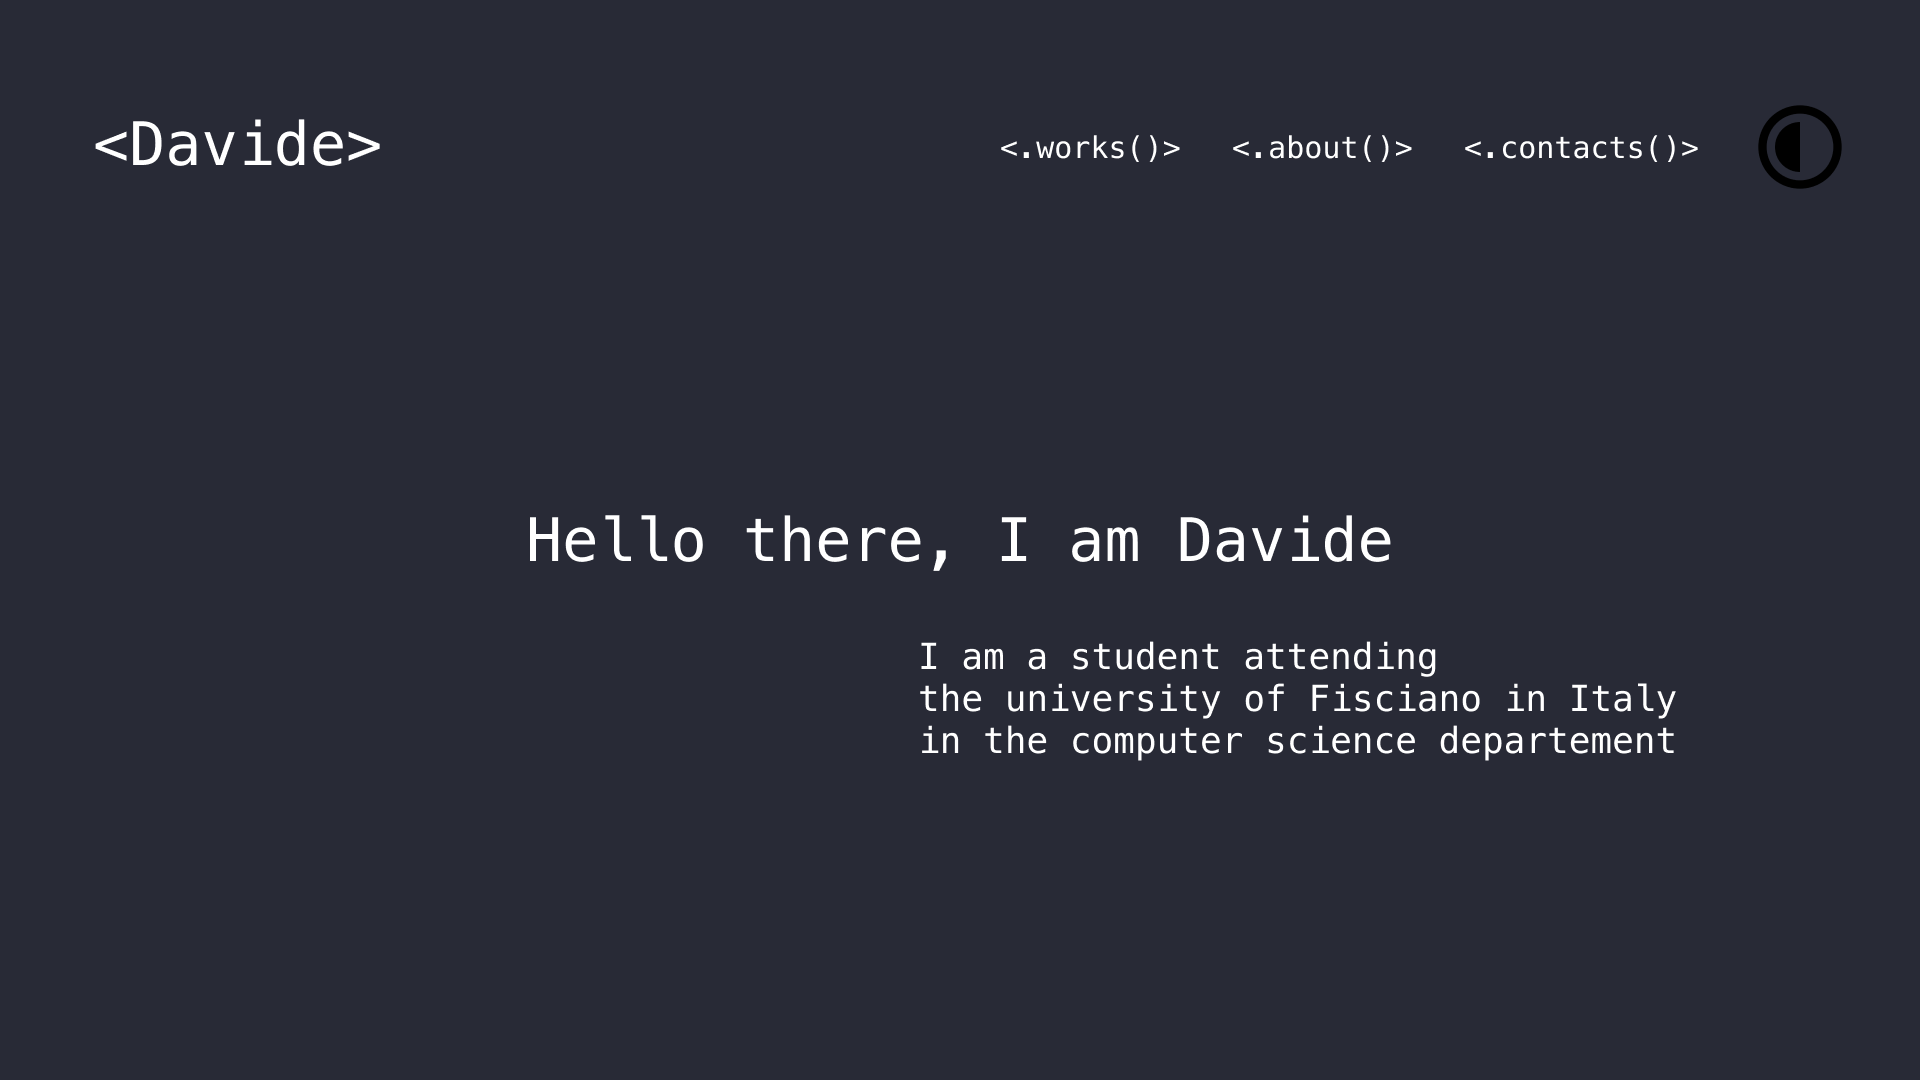 <Davide>
<.works()> <.about()> <.contacts()>
Hello there, I am Davide
I am a student attending
the university of Fisciano in Italy
in the computer science departement